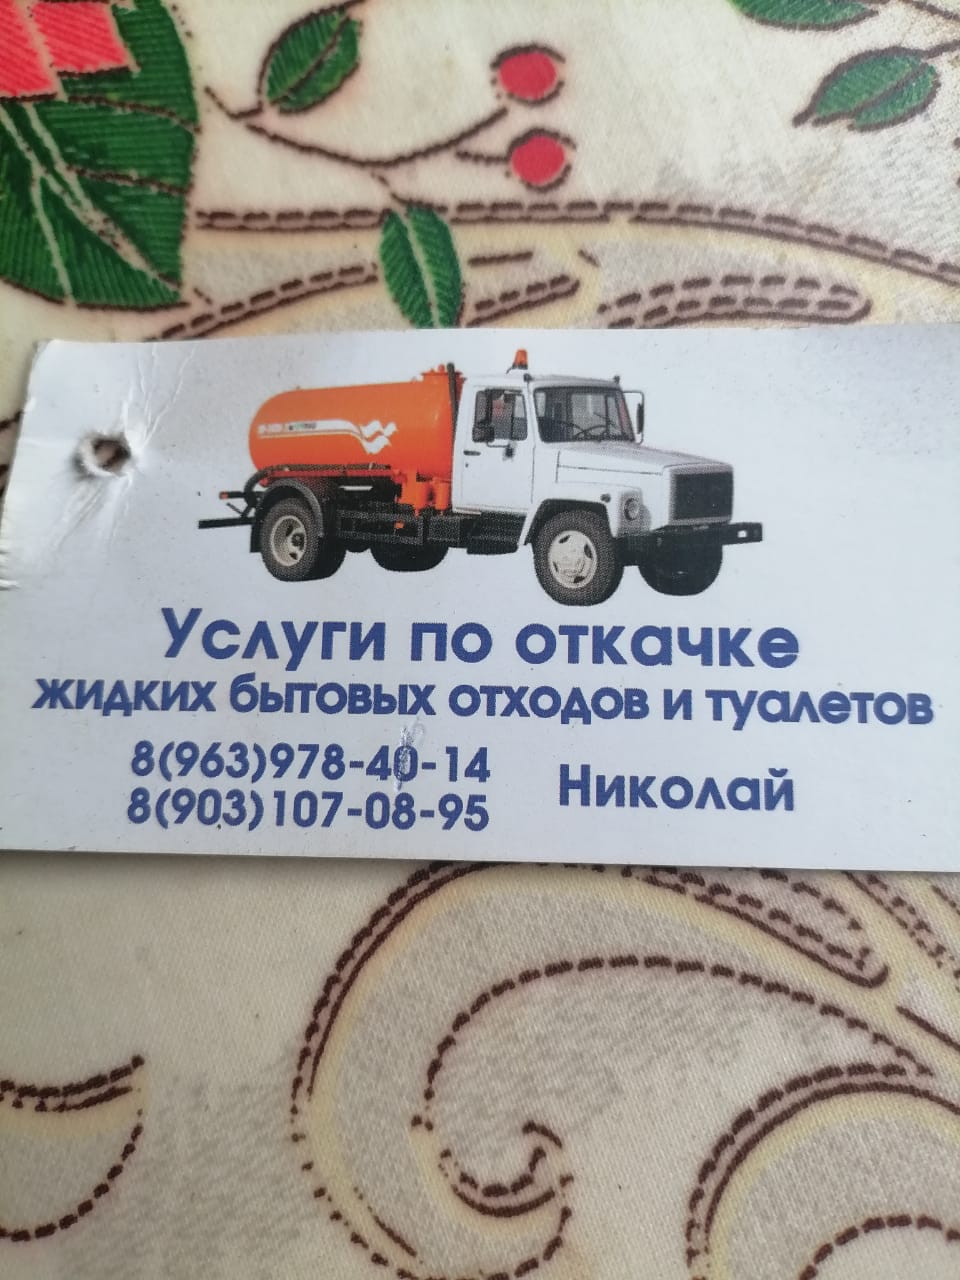 Услуги по откачке
жидких бытовых отходов и туалетов
8(963)978-40-14
8(903)107-08-95
Николай